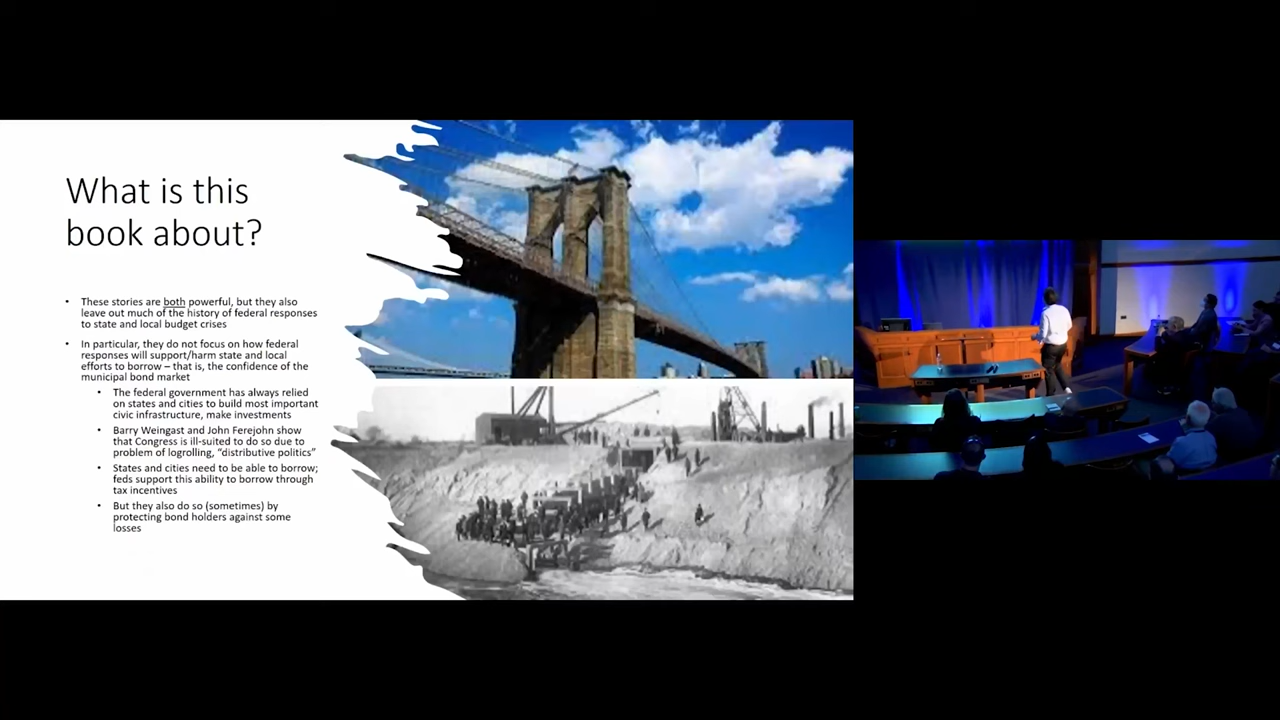 What is this
book about?
• These stories are both powerful, but they also
leave out much of the history of federal responses
to state and local budget crises
• In particular, they do not focus on how federal
responses will support/harm state and local
efforts to borrow – that is, the confidence of the
municipal bond market
• The federal government has always relied
on states and cities to build most important
civic infrastructure, make investments
• Barry Weingast and John Ferejohn show
that Congress is ill-suited to do so due to
problem of logrolling, “distributive politics”
• States and cities need to be able to borrow;
feds support this ability to borrow through
tax incentives
• But they also do so (sometimes) by
protecting bond holders against some
losses